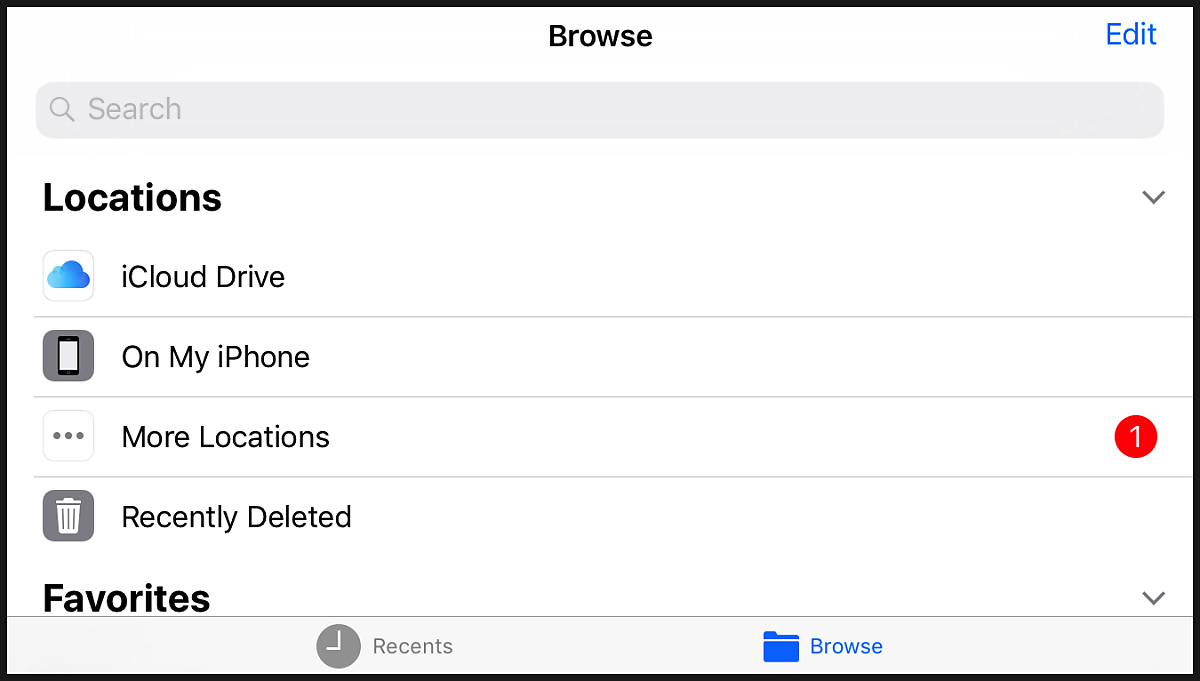 Browse
Edit
Search
Locations
iCloud Drive
On My iPhone
More Locations
1
Recently Deleted
Favorites
Recents
Browse